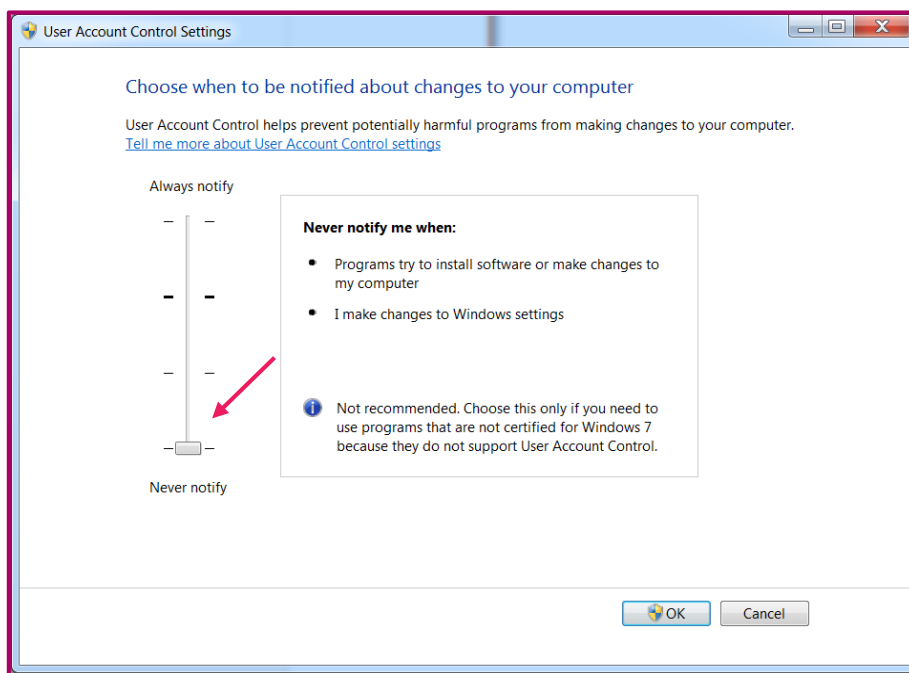 User Account Control Settings
Choose when to be notified about changes to your computer
User Account Control helps prevent potentially harmful programs from making changes to your computer.
Tell me more about User Account Control settings
Always notify
Never notify me when:
Programs try to install software or make changes to
my computer
I make changes to Windows settings
Not recommended. Choose this only if you need to
use programs that are not certified for Windows 7
because they do not support User Account Control.
Never notify
OK
Cancel